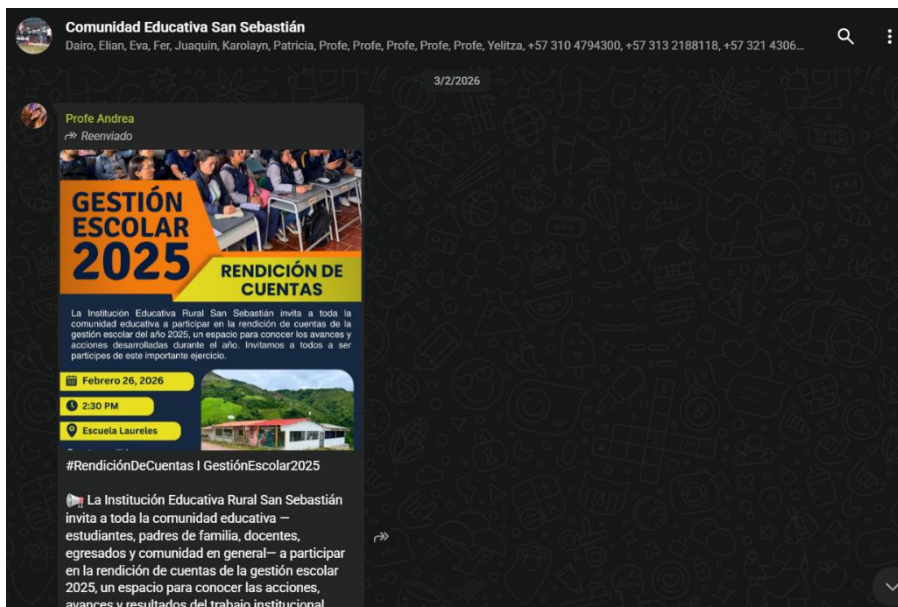 Comunidad Educativa San Sebastián
Dairo, Elian, Eva, Fer, Juaquin, Karolayn, Patricia, Profe, Profe, Profe, Profe, Profe, Yelitza, +57 310 4794300, +57 313 2188118, +57 321 4306...
3/2/2026
Profe Andrea
Reenviado
GESTIÓN
ESCOLAR
2025
RENDICIÓN DE
CUENTAS
La Institución Educativa Rural San Sebastián invita a toda la
comunidad educativa a participar en la rendición de cuentas de la
gestión escolar del año 2025, un espacio para conocer los avances y
acciones desarrolladas durante el año. Invitamos a todos a ser
partícipes de este importante ejercicio.
Febrero 26, 2026
2:30 PM
Escuela Laureles
#RendiciónDeCuentas I GestiónEscolar2025
La Institución Educativa Rural San Sebastián
invita a toda la comunidad educativa —
estudiantes, padres de familia, docentes,
egresados y comunidad en general— a participar
en la rendición de cuentas de la gestión escolar
2025, un espacio para conocer las acciones,
avances y resultados del trabajo institucional